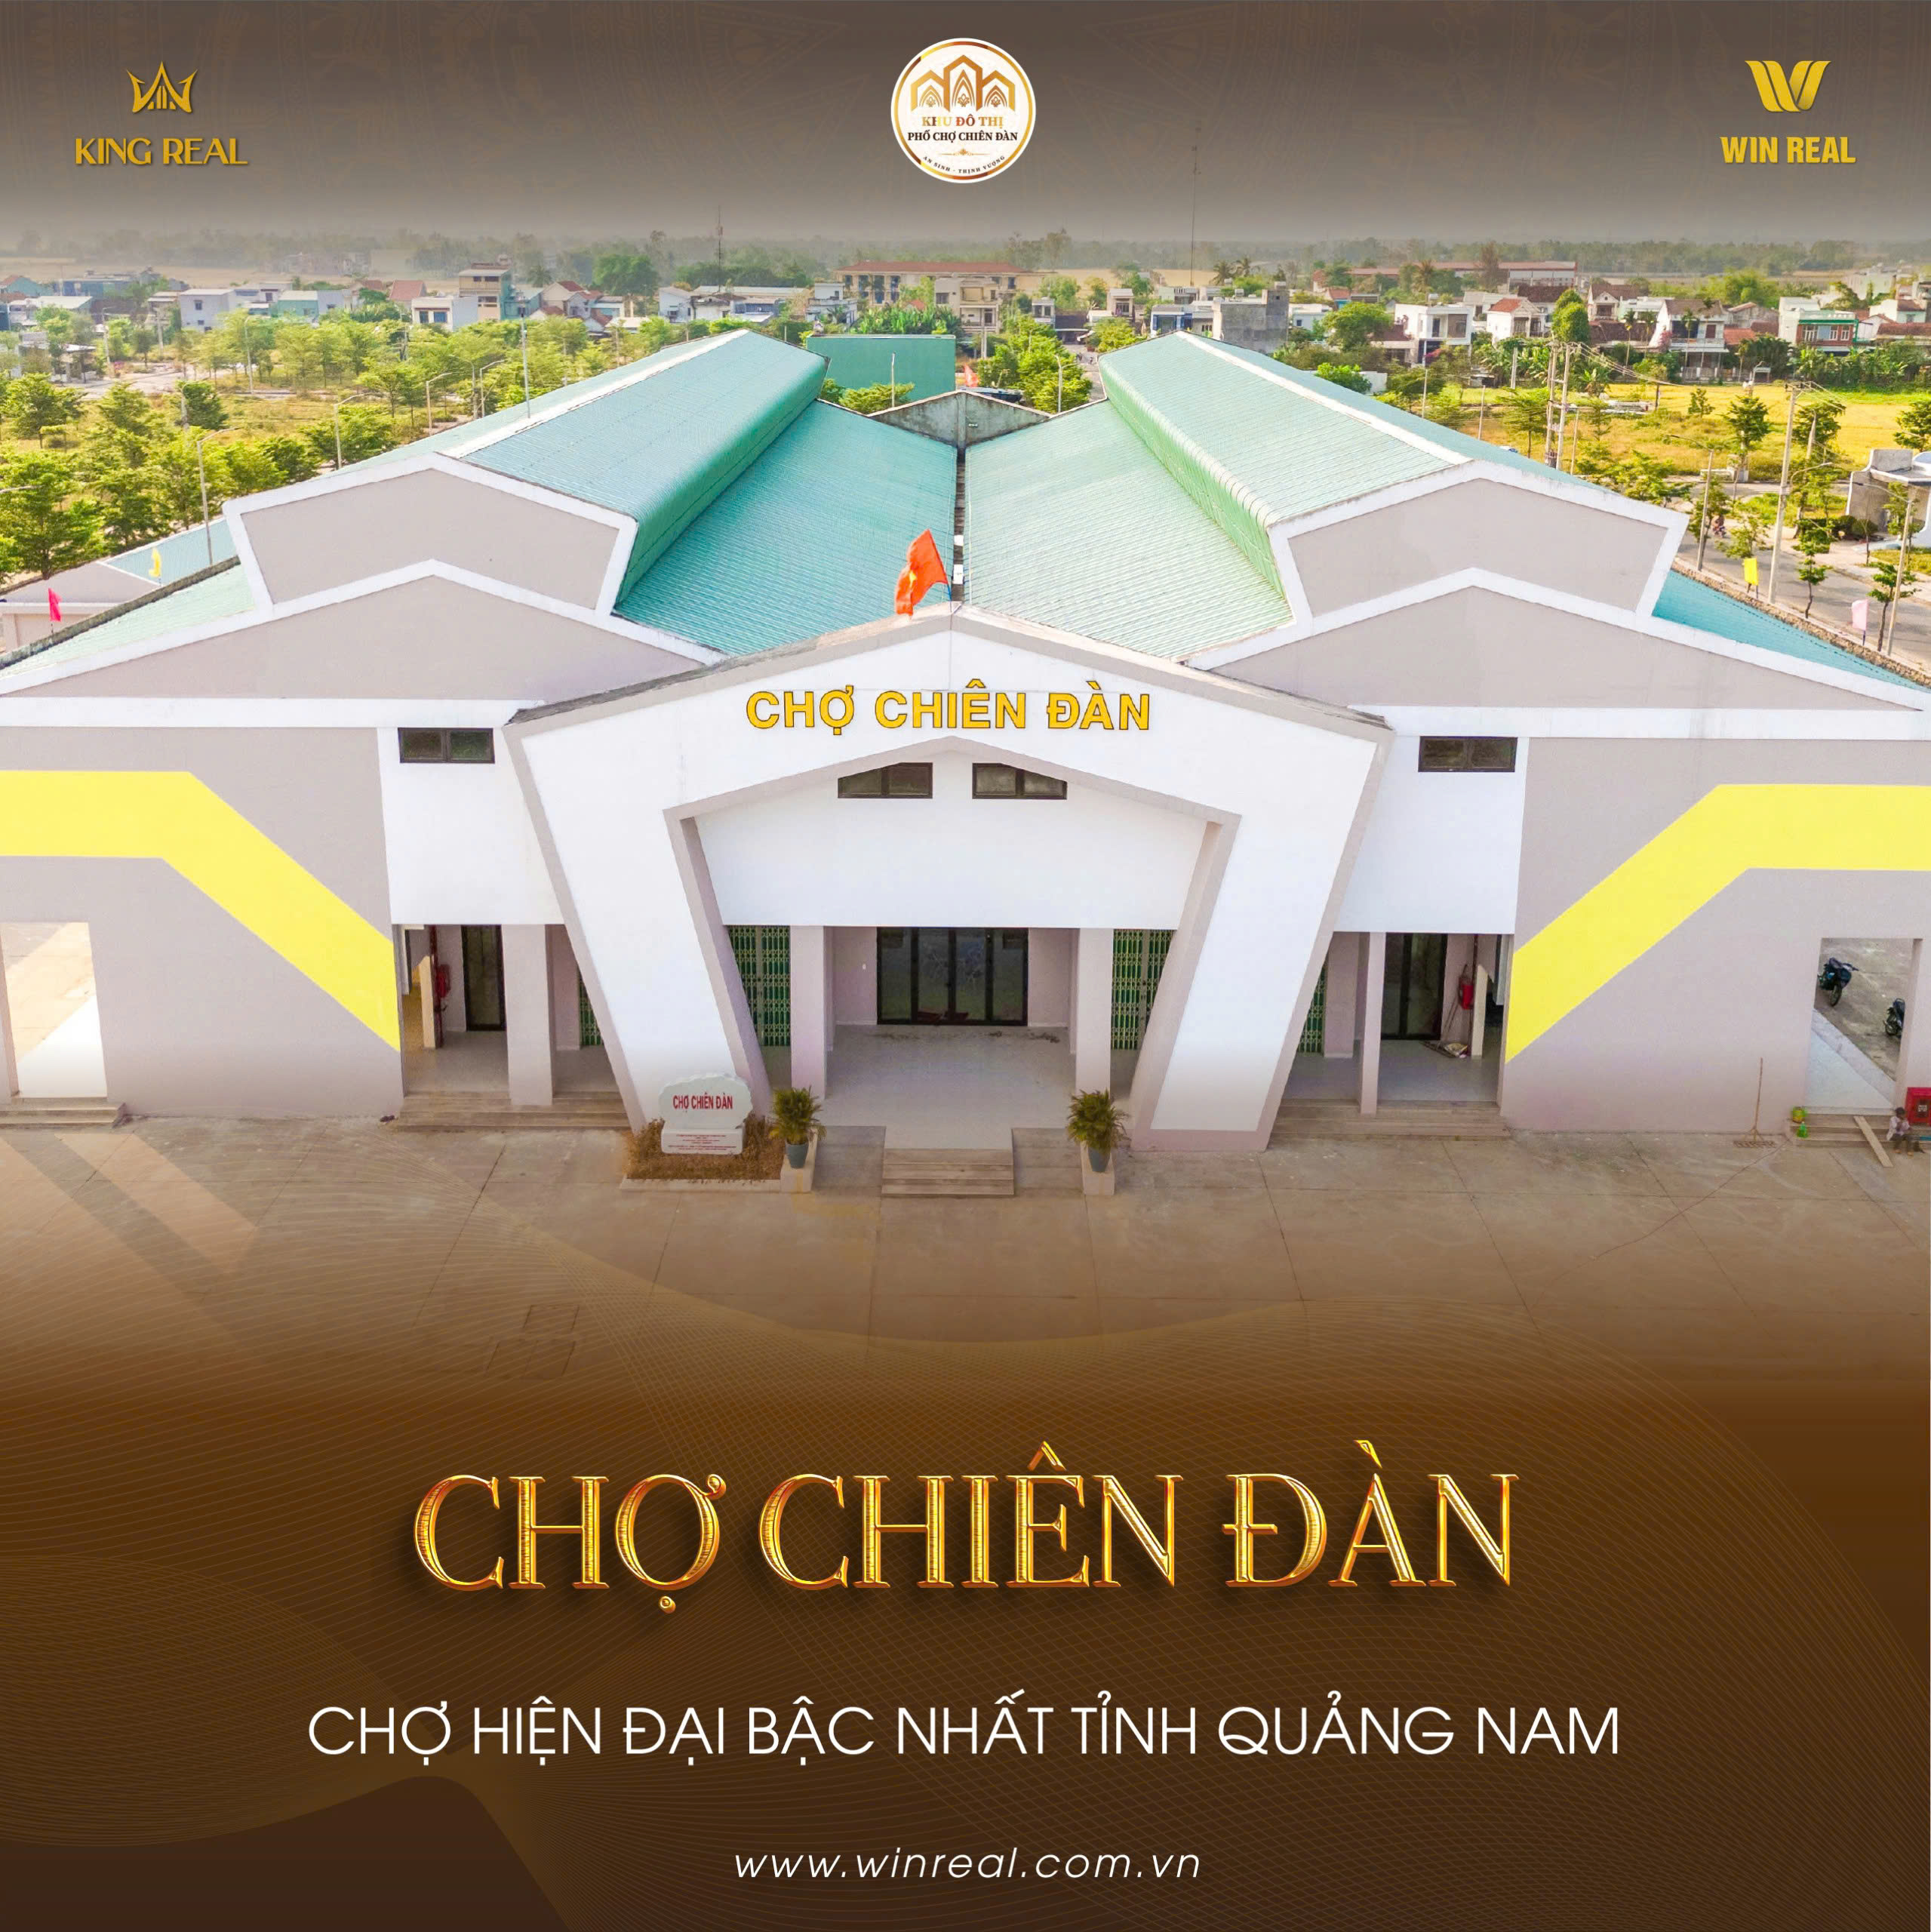 KING REAL
KHU ĐÔ THỊ
PHỐ CHỢ CHIÊN ĐÀN
AN SINH - THỊNH VƯỢNG
WIN REAL
CHỢ CHIÊN ĐÀN
CHỢ CHIÊN ĐÀN
CHỢ CHIÊN ĐÀN
CHỢ HIỆN ĐẠI BẬC NHẤT TỈNH QUẢNG NAM
www.winreal.com.vn